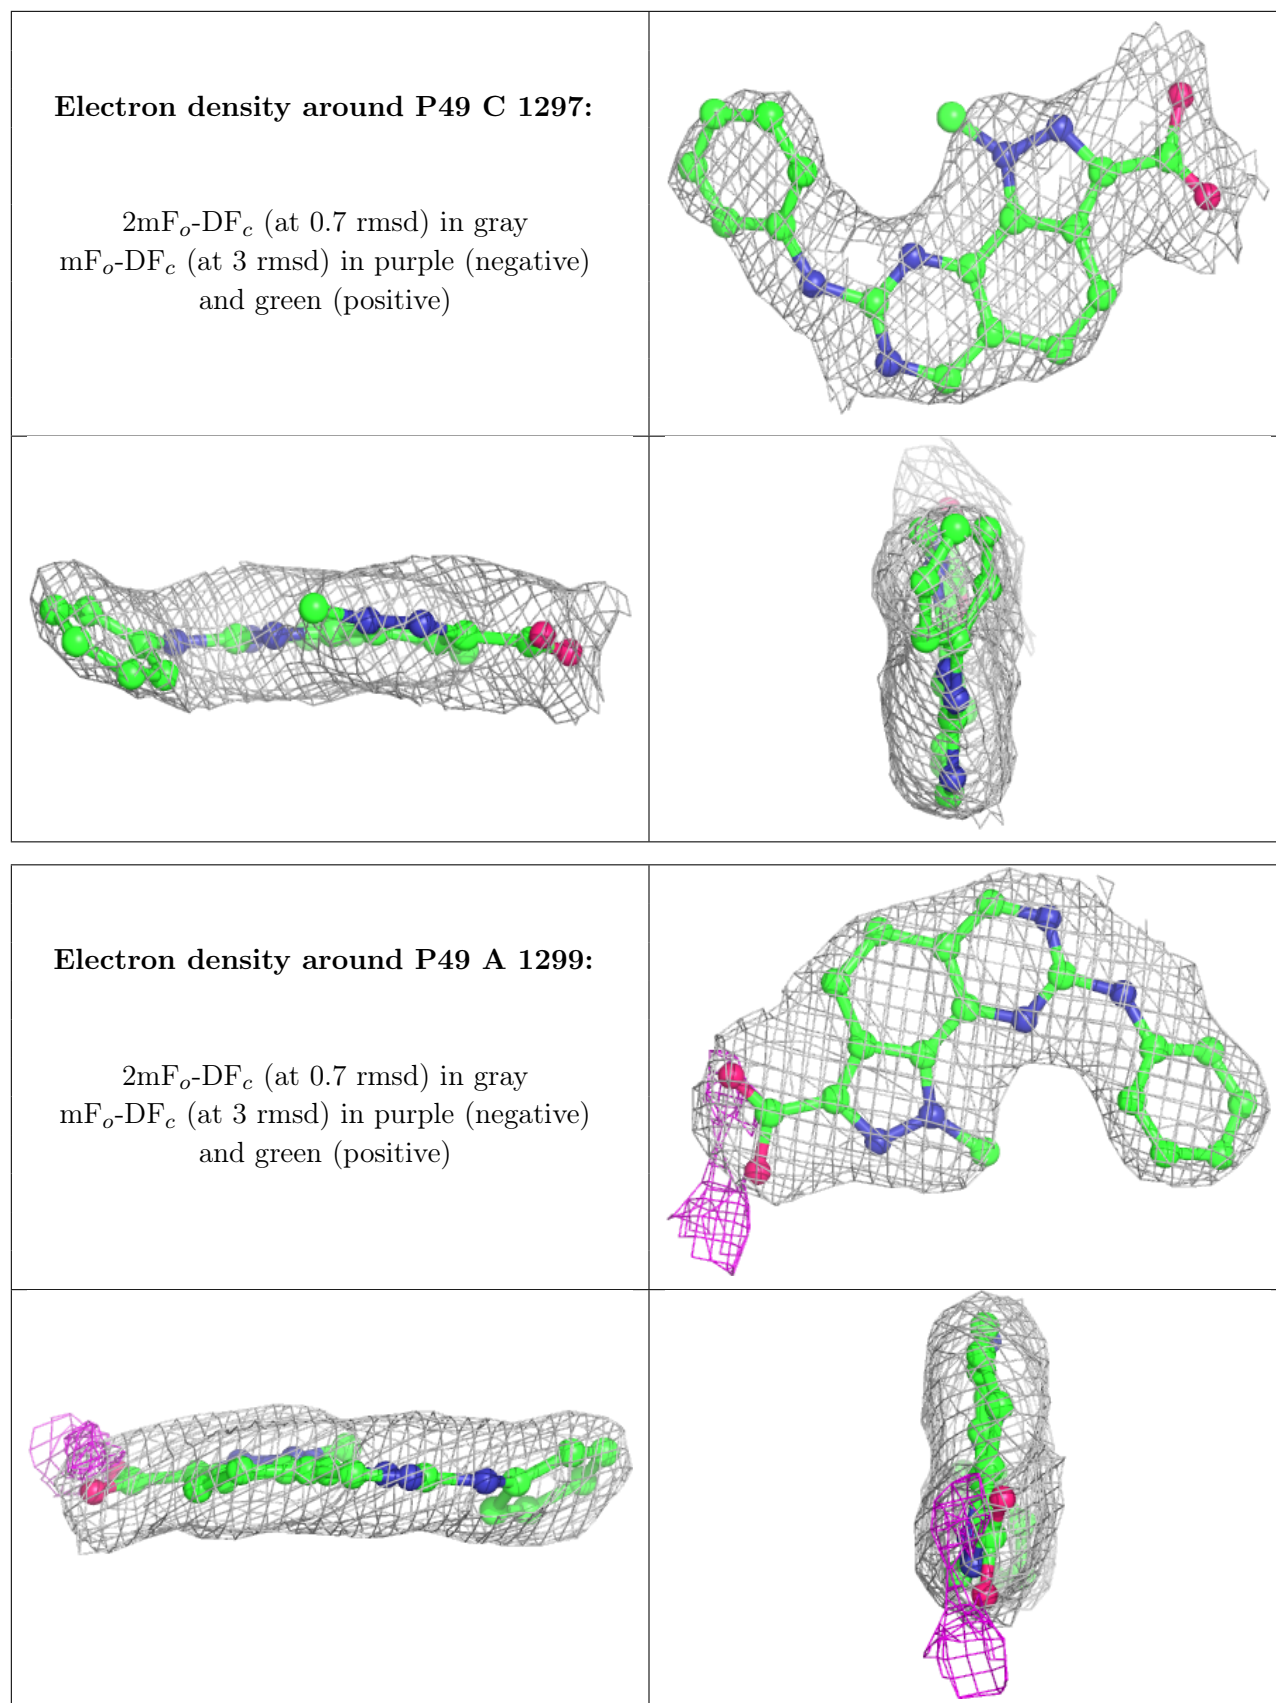 Electron density around P49 C 1297:
2mFo-DFc (at 0.7 rmsd) in gray
mFo-DFc (at 3 rmsd) in purple (negative)
and green (positive)
Electron density around P49 A 1299:
2mFo-DFc (at 0.7 rmsd) in gray
mFo-DFc (at 3 rmsd) in purple (negative)
and green (positive)